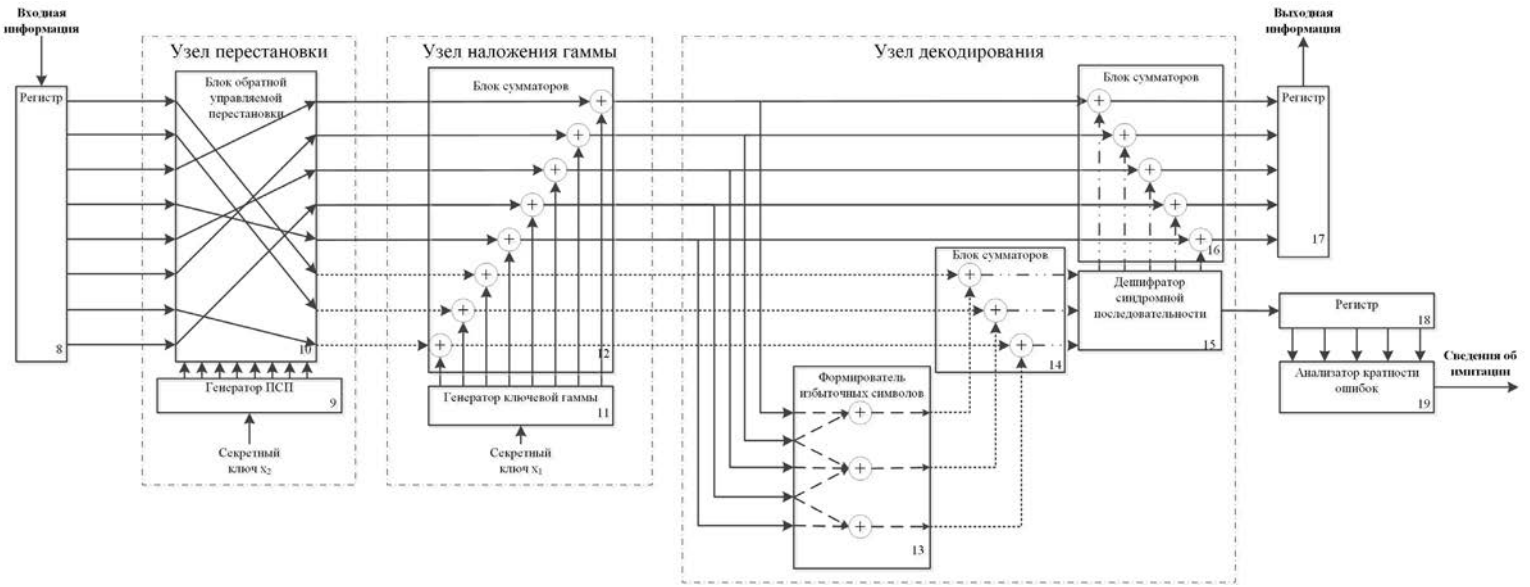 Входная
информация
Регистр
8
Узел перестановки
Блок обратной
управляемой
перестановки
10
Генератор ПСП
9
Секретный
ключ x₂
Узел наложения гаммы
Блок сумматоров
12
Генератор ключевой гаммы
11
Секретный
ключ x₁
Узел декодирования
Формирователь
избыточных символов
13
Блок сумматоров
14
Блок сумматоров
16
Дешифратор
синдромной
последовательности
15
Выходная
информация
Регистр
17
Регистр
18
Анализатор кратности
ошибок
19
Сведения об
имитации